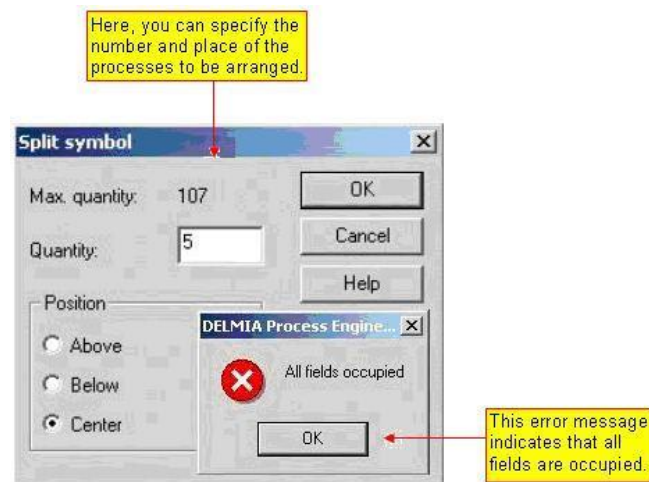 Here, you can specify the
number and place of the
processes to be arranged.
Split symbol
Max. quantity: 107
OK
Quantity: 5
Cancel
Help
Position
Above
Below
Center
DELMIA Process Engine...
All fields occupied
OK
This error message
indicates that all
fields are occupied.